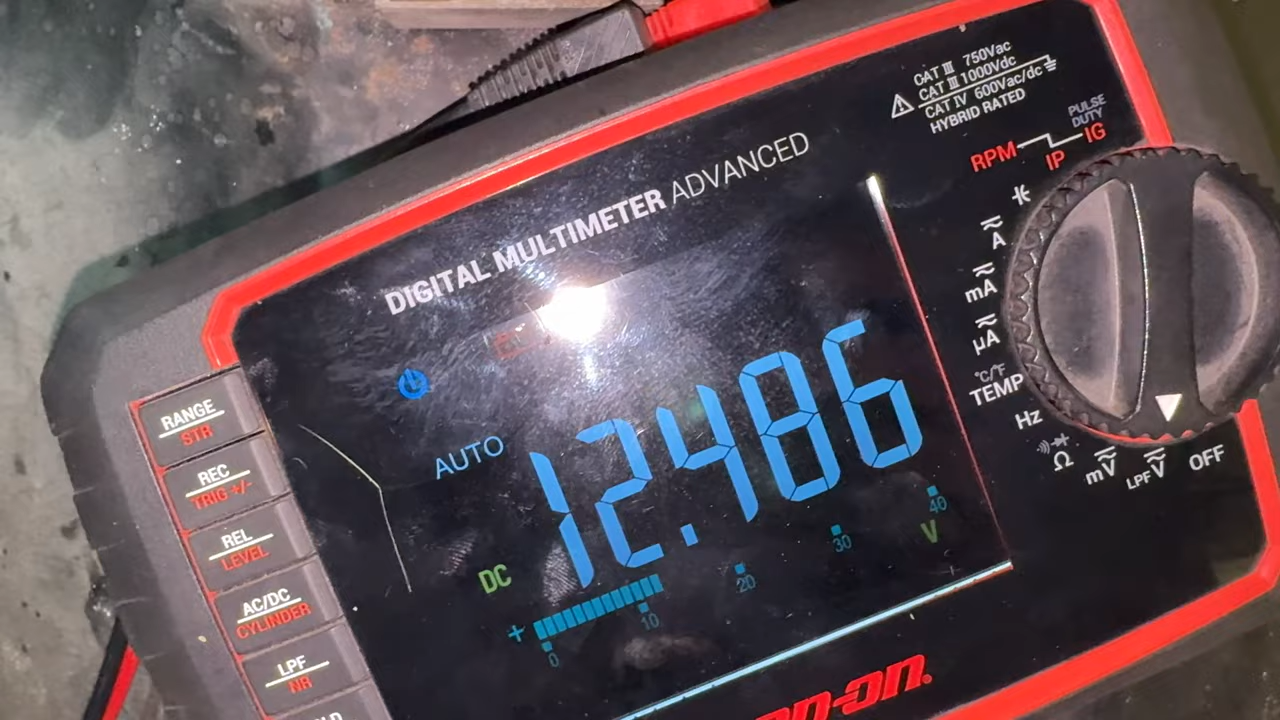 CAT III 750Vac
CAT III 1000Vdc
CAT IV 600Vac/dc
HYBRID RATED
PULSE
DUTY
RPM
IP
IG
DIGITAL MULTIMETER ADVANCED
A
mA
µA
°C/°F
TEMP
Hz
Ω
mV
LPF V
OFF
AUTO
12.486
DC
V
+
0
10
20
30
40
RANGE
STR
REC
TRIG +/-
REL
LEVEL
AC/DC
CYLINDER
LPF
NR